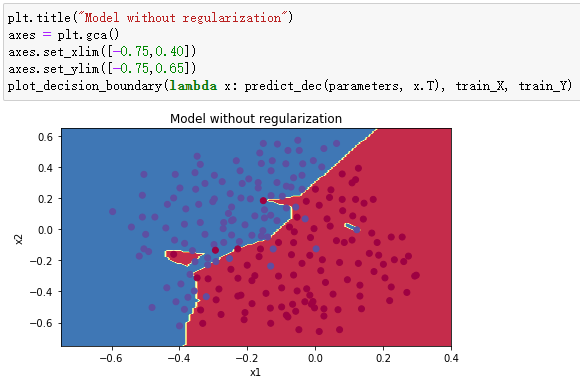 plt.title("Model without regularization")
axes = plt.gca()
axes.set_xlim([-0.75,0.40])
axes.set_ylim([-0.75,0.65])
plot_decision_boundary(lambda x: predict_dec(parameters, x.T), train_X, train_Y)
Model without regularization
0.6
0.4
0.2
0.0
−0.2
−0.4
−0.6
x2
−0.6 −0.4 −0.2 0.0 0.2 0.4
x1